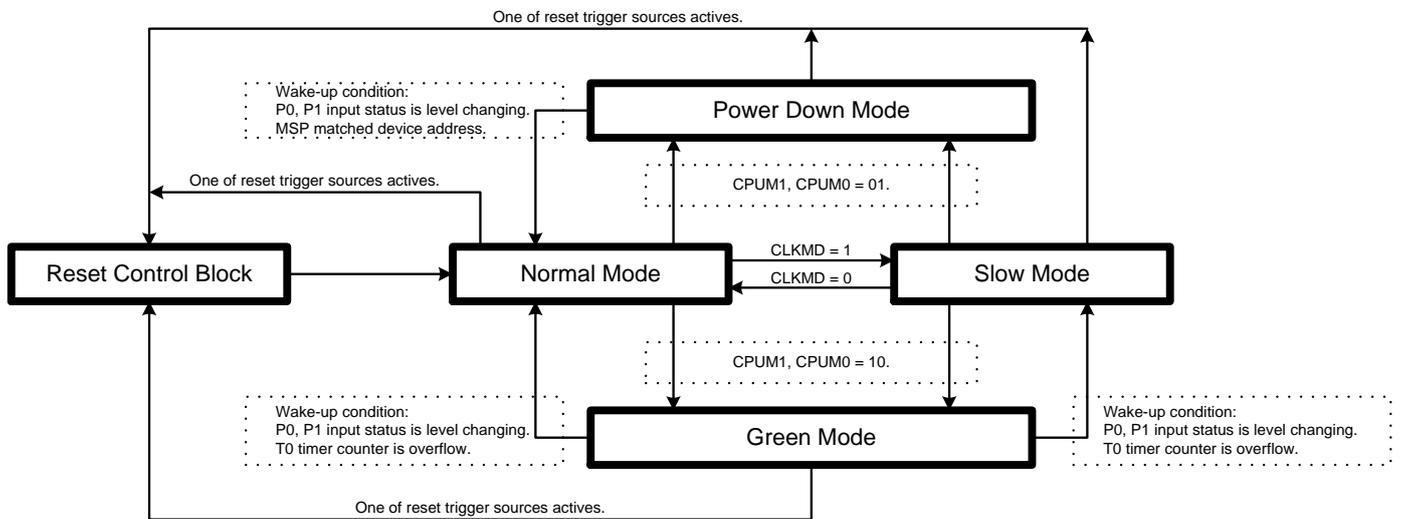 One of reset trigger sources actives.
Wake-up condition:
P0, P1 input status is level changing.
MSP matched device address.
Power Down Mode
One of reset trigger sources actives.
CPUM1, CPUM0 = 01.
Reset Control Block
Normal Mode
CLKMD = 1
CLKMD = 0
Slow Mode
CPUM1, CPUM0 = 10.
Wake-up condition:
P0, P1 input status is level changing.
T0 timer counter is overflow.
Green Mode
Wake-up condition:
P0, P1 input status is level changing.
T0 timer counter is overflow.
One of reset trigger sources actives.